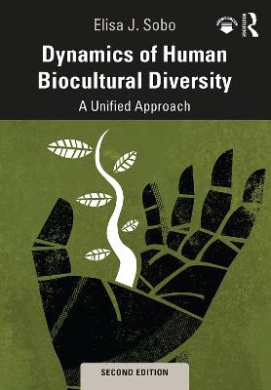 Elisa J. Sobo
Dynamics of Human
Biocultural Diversity
A Unified Approach
SECOND EDITION